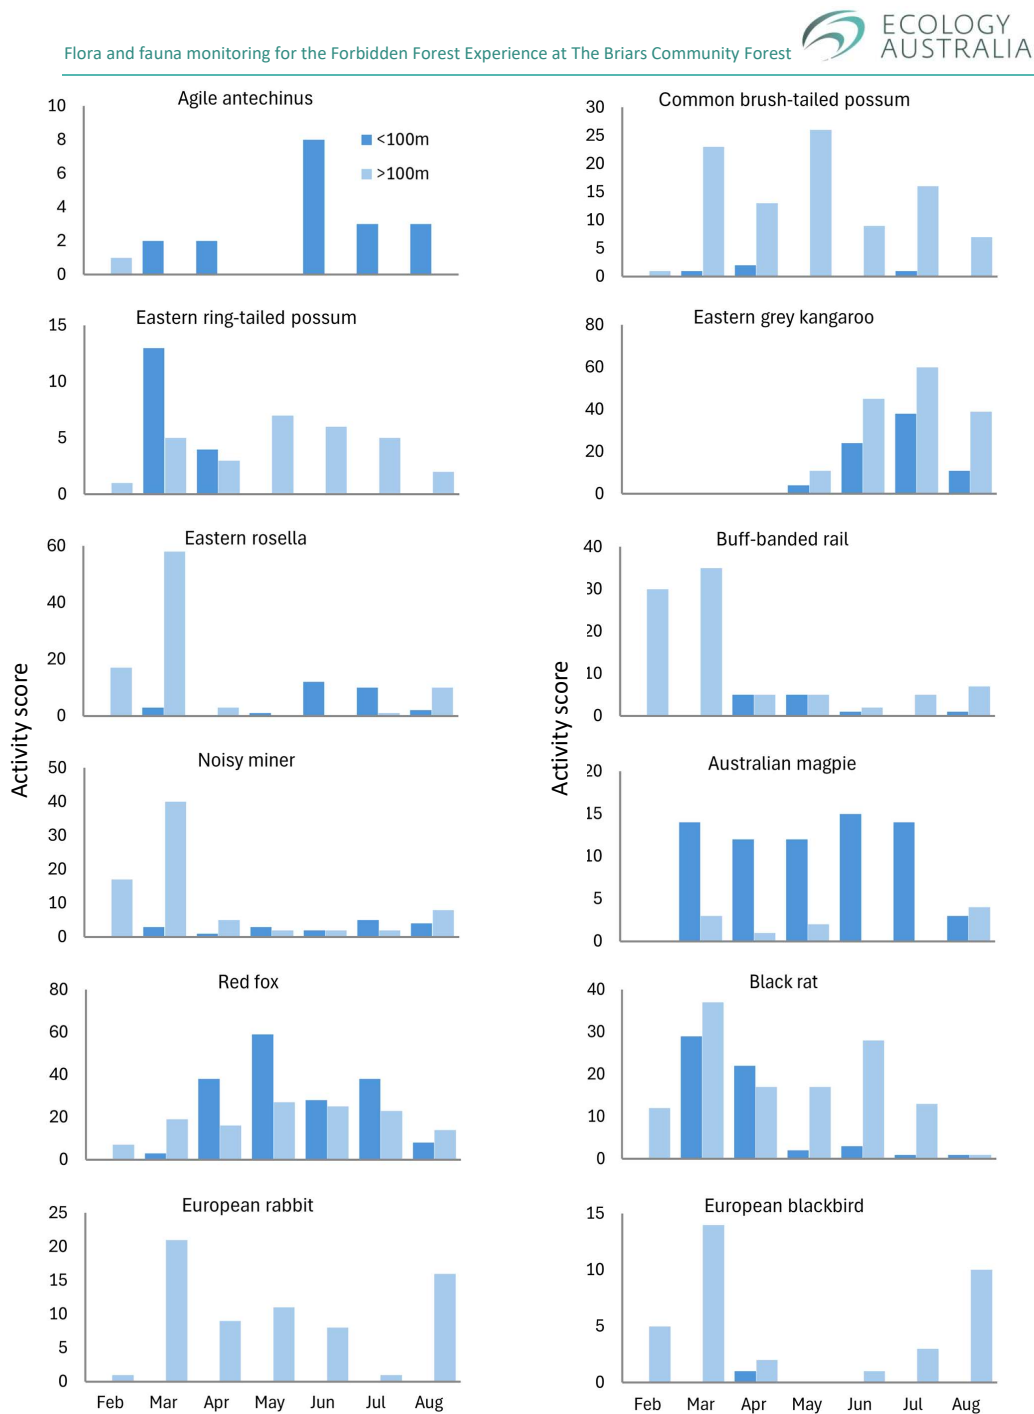 Flora and fauna monitoring for the Forbidden Forest Experience at The Briars Community Forest
ECOLOGY
AUSTRALIA
Agile antechinus
<100m
>100m
10
8
6
4
2
0
Common brush-tailed possum
30
25
20
15
10
5
0
Eastern ring-tailed possum
15
10
5
0
Eastern grey kangaroo
80
60
40
20
0
Eastern rosella
60
40
20
0
Buff-banded rail
40
30
20
10
0
Activity score
Activity score
Noisy miner
50
40
30
20
10
0
Australian magpie
20
15
10
5
0
Red fox
80
60
40
20
0
Black rat
40
30
20
10
0
European rabbit
25
20
15
10
5
0
Feb Mar Apr May Jun Jul Aug
European blackbird
15
10
5
0
Feb Mar Apr May Jun Jul Aug